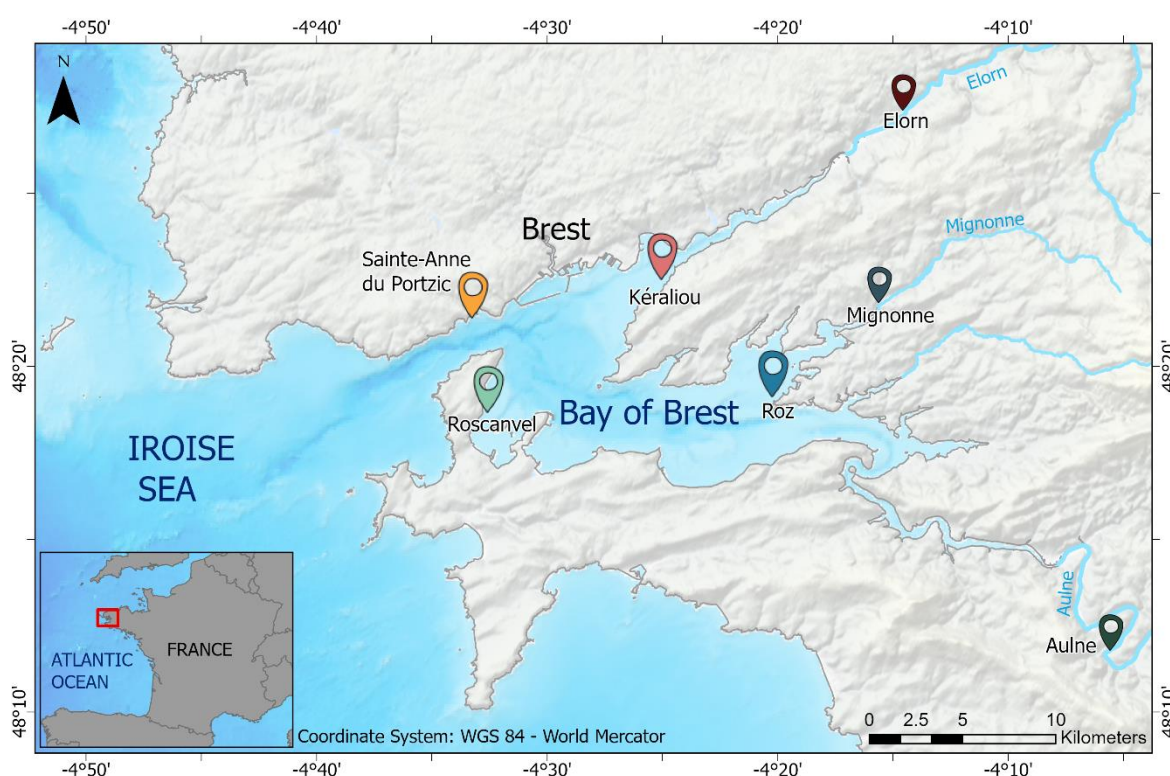 -4°50'
-4°40'
-4°30'
-4°20'
-4°10'
N
Elorn
Elorn
Mignonne
Brest
Sainte-Anne
du Portzic
Kéraliou
Mignonne
48°20'
48°20'
Roscanvel
Bay of Brest
Roz
IROISE
SEA
Aulne
Aulne
FRANCE
ATLANTIC
OCEAN
48°10'
48°10'
0
2.5
5
10
Kilometers
Coordinate System: WGS 84 - World Mercator
-4°50'
-4°40'
-4°30'
-4°20'
-4°10'